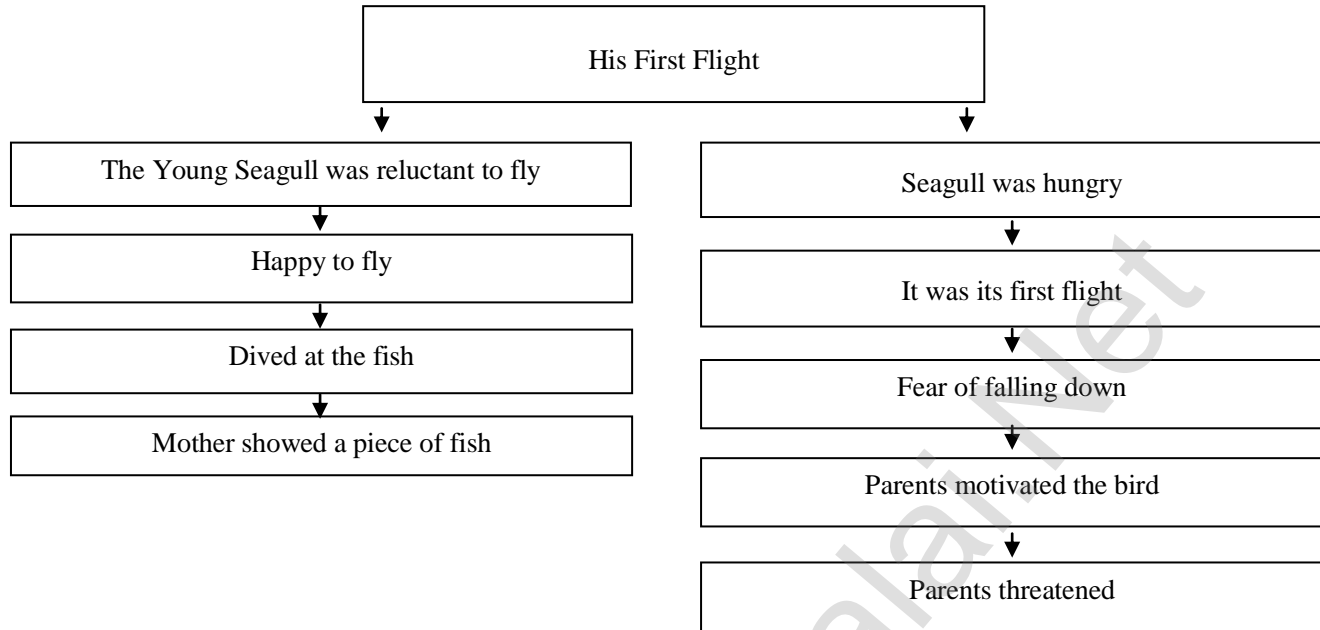 His First Flight
The Young Seagull was reluctant to fly
Happy to fly
Dived at the fish
Mother showed a piece of fish
Seagull was hungry
It was its first flight
Fear of falling down
Parents motivated the bird
Parents threatened
alai.Net